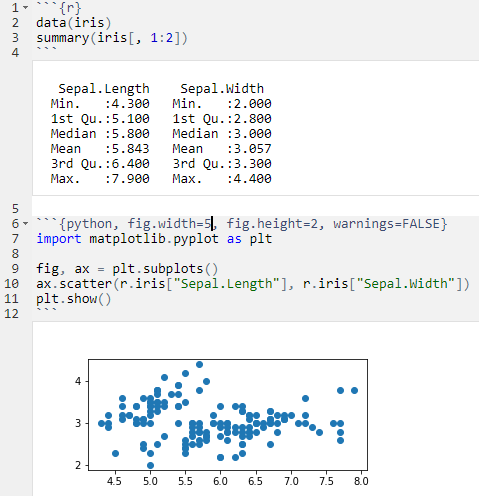 1 ```{r}
2 data(iris)
3 summary(iris[, 1:2])
4 ```
Sepal.Length Sepal.Width
Min. :4.300 Min. :2.000
1st Qu.:5.100 1st Qu.:2.800
Median :5.800 Median :3.000
Mean :5.843 Mean :3.057
3rd Qu.:6.400 3rd Qu.:3.300
Max. :7.900 Max. :4.400
5
6 ```{python, fig.width=5, fig.height=2, warnings=FALSE}
7 import matplotlib.pyplot as plt
8
9 fig, ax = plt.subplots()
10 ax.scatter(r.iris["Sepal.Length"], r.iris["Sepal.Width"])
11 plt.show()
12 ```
4
3
2
4.5 5.0 5.5 6.0 6.5 7.0 7.5 8.0